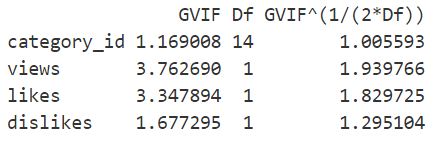 GVIF Df GVIF^(1/(2*Df))
category_id 1.169008 14 1.005593
views 3.762690 1 1.939766
likes 3.347894 1 1.829725
dislikes 1.677295 1 1.295104